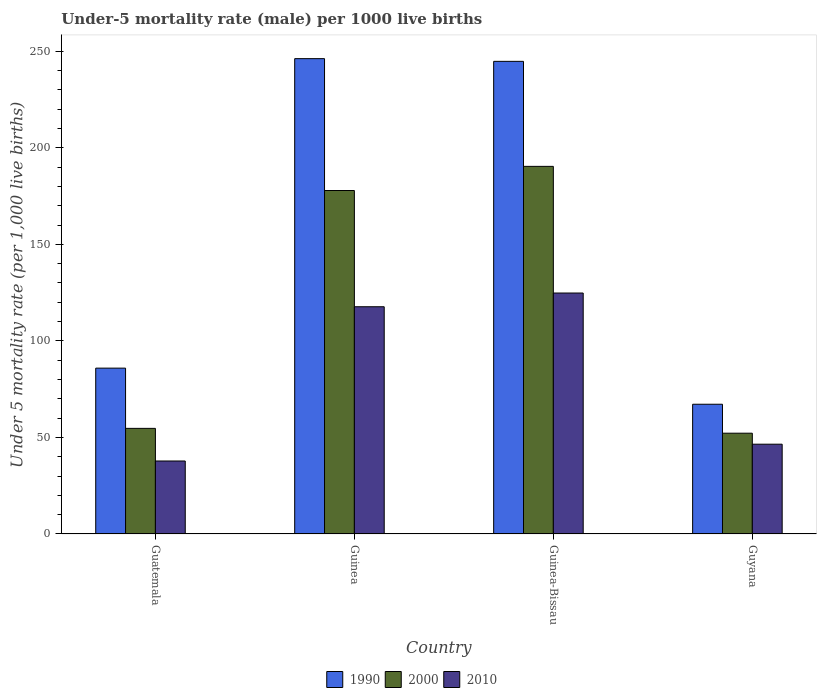 Under-5 mortality rate (male) per 1000 live births
Under 5 mortality rate (per 1,000 live births)
250
200
150
100
50
0
Guatemala
Guinea
Guinea-Bissau
Guyana
Country
1990 2000 2010